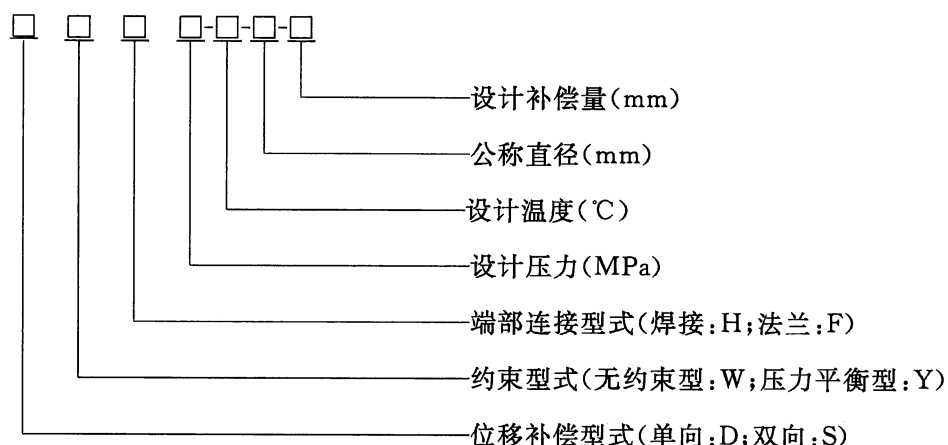 □ □ □ □-□-□-□
设计补偿量(mm)
公称直径(mm)
设计温度(℃)
设计压力(MPa)
端部连接型式(焊接:H;法兰:F)
约束型式(无约束型:W;压力平衡型:Y)
位移补偿型式(单向:D;双向:S)